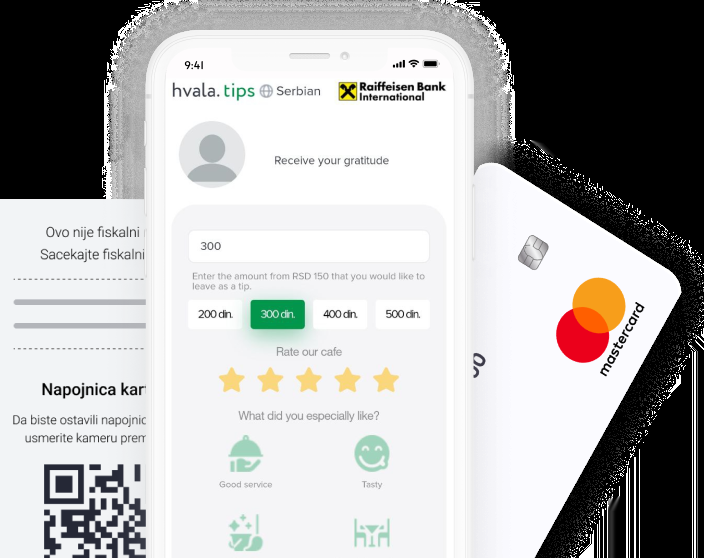 9:41
hvala.tips Serbian
Raiffeisen Bank
International
Receive your gratitude
300
Enter the amount from RSD 150 that you would like to
leave as a tip.
200 din. 300 din. 400 din. 500 din.
Rate our cafe
What did you especially like?
Good service Tasty
Ovo nije fiskalni
Sacekajte fiskalni
Napojnica
Da biste ostavili
usmerite kameru
mastercard